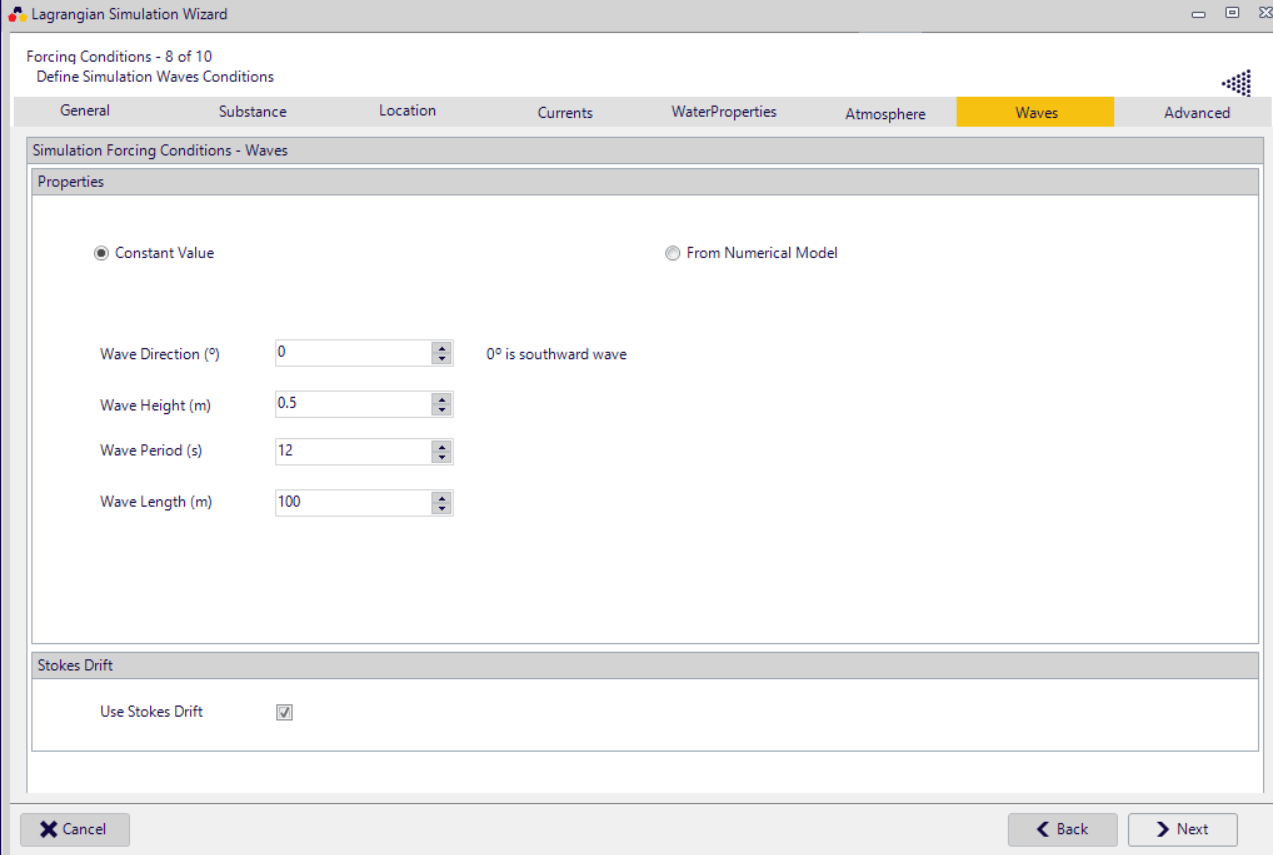 Lagrangian Simulation Wizard
Forcing Conditions - 8 of 10
Define Simulation Waves Conditions
General Substance Location Currents WaterProperties Atmosphere Waves Advanced
Simulation Forcing Conditions - Waves
Properties
Constant Value From Numerical Model
Wave Direction (º) 0 0º is southward wave
Wave Height (m) 0.5
Wave Period (s) 12
Wave Length (m) 100
Stokes Drift
Use Stokes Drift
Cancel Back Next